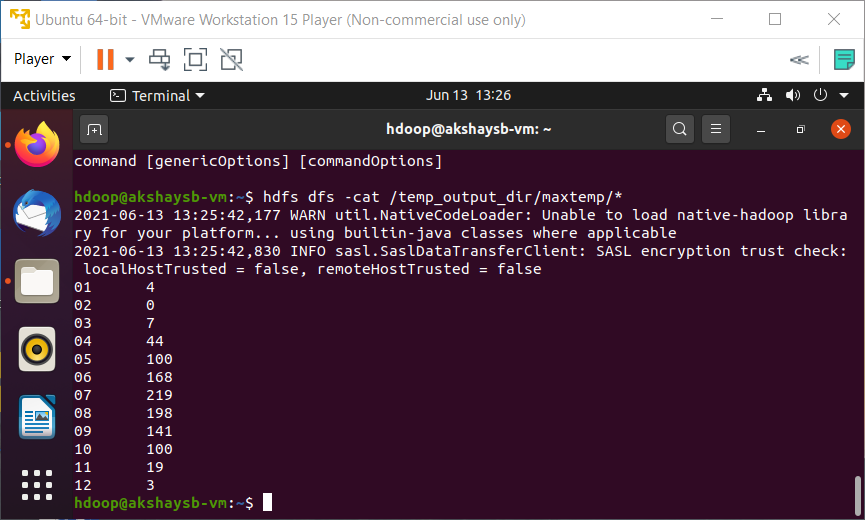 Ubuntu 64-bit - VMware Workstation 15 Player (Non-commercial use only)
Player
Activities Terminal Jun 13 13:26
hdoop@akshaysb-vm: ~
command [genericOptions] [commandOptions]
hdoop@akshaysb-vm:~$ hdfs dfs -cat /temp_output_dir/maxtemp/*
2021-06-13 13:25:42,177 WARN util.NativeCodeLoader: Unable to load native-hadoop libra
ry for your platform... using builtin-java classes where applicable
2021-06-13 13:25:42,830 INFO sasl.SaslDataTransferClient: SASL encryption trust check:
localHostTrusted = false, remoteHostTrusted = false
01 4
02 0
03 7
04 44
05 100
06 168
07 219
08 198
09 141
10 100
11 19
12 3
hdoop@akshaysb-vm:~$